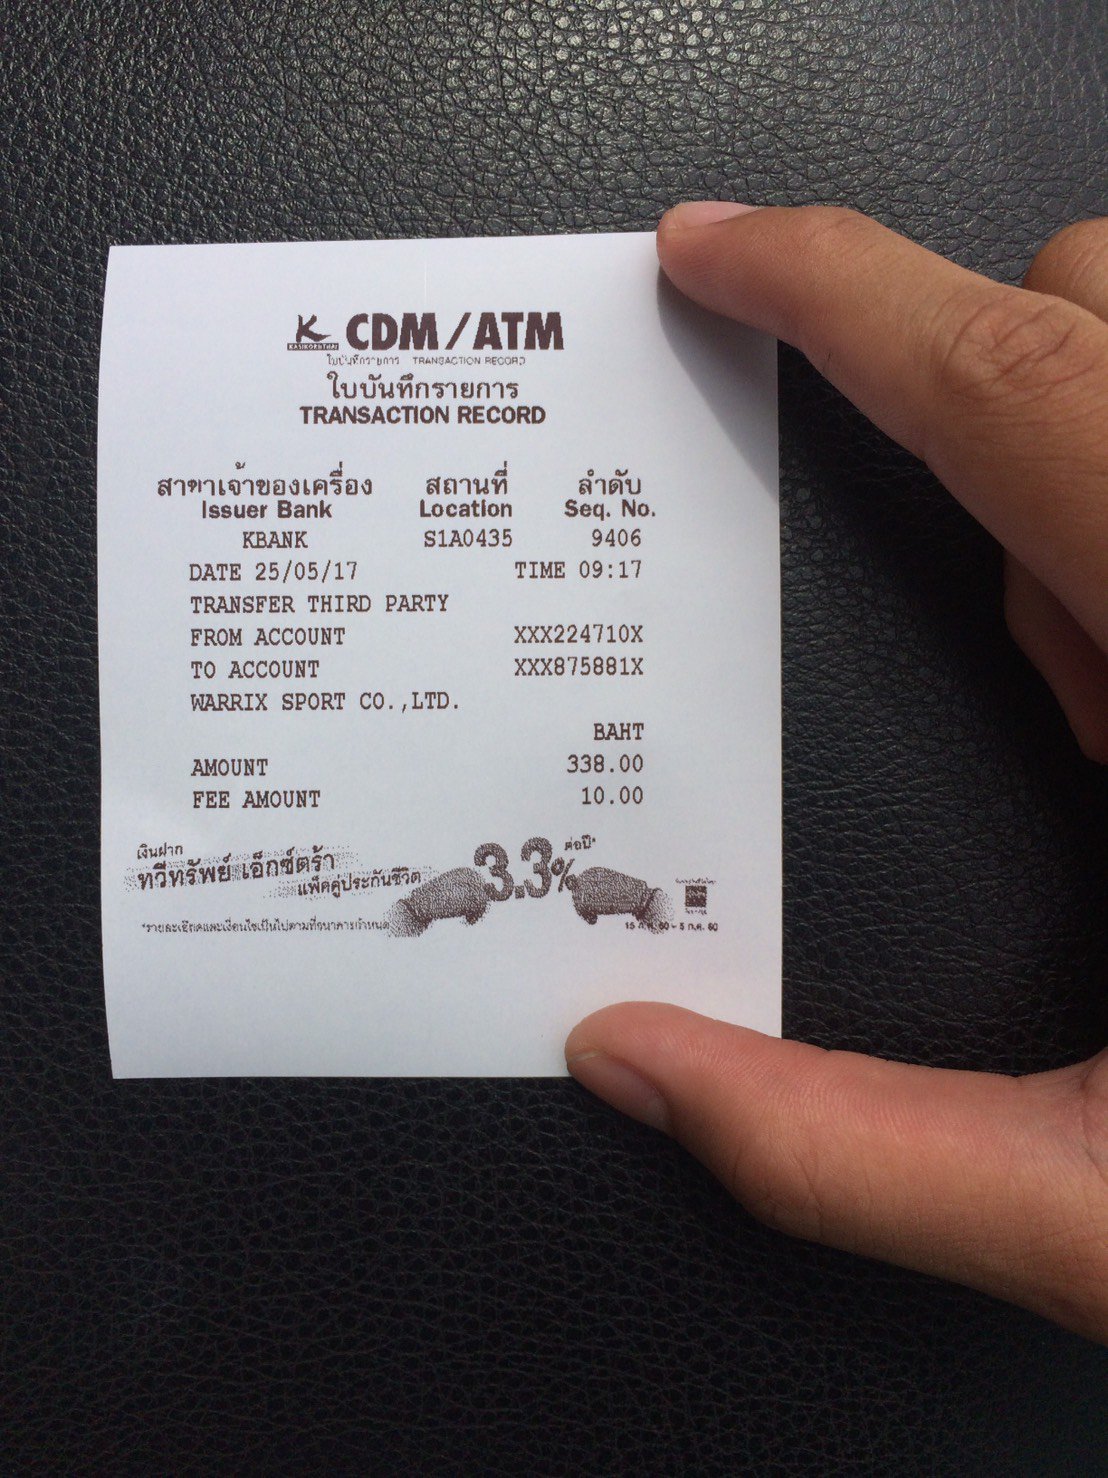 K CDM/ATM
KASIKORNTHAI
ใบบันทึกรายการ TRANSACTION RECORD
ใบบันทึกรายการ
TRANSACTION RECORD
สาขาเจ้าของเครื่อง สถานที่ ลำดับ
Issuer Bank Location Seq. No.
KBANK S1A0435 9406
DATE 25/05/17 TIME 09:17
TRANSFER THIRD PARTY
FROM ACCOUNT XXX224710X
TO ACCOUNT XXX875881X
WARRIX SPORT CO.,LTD.
BAHT
AMOUNT 338.00
FEE AMOUNT 10.00
เงินฝาก
ทวีทรัพย์ เอ็กซ์ตร้า
แพ็คคู่ประกันชีวิต
3.3% ต่อปี*
*รายละเอียดและเงื่อนไขเป็นไปตามที่ธนาคารกำหนด
15 ก.พ. 60 - 5 ก.ค. 60